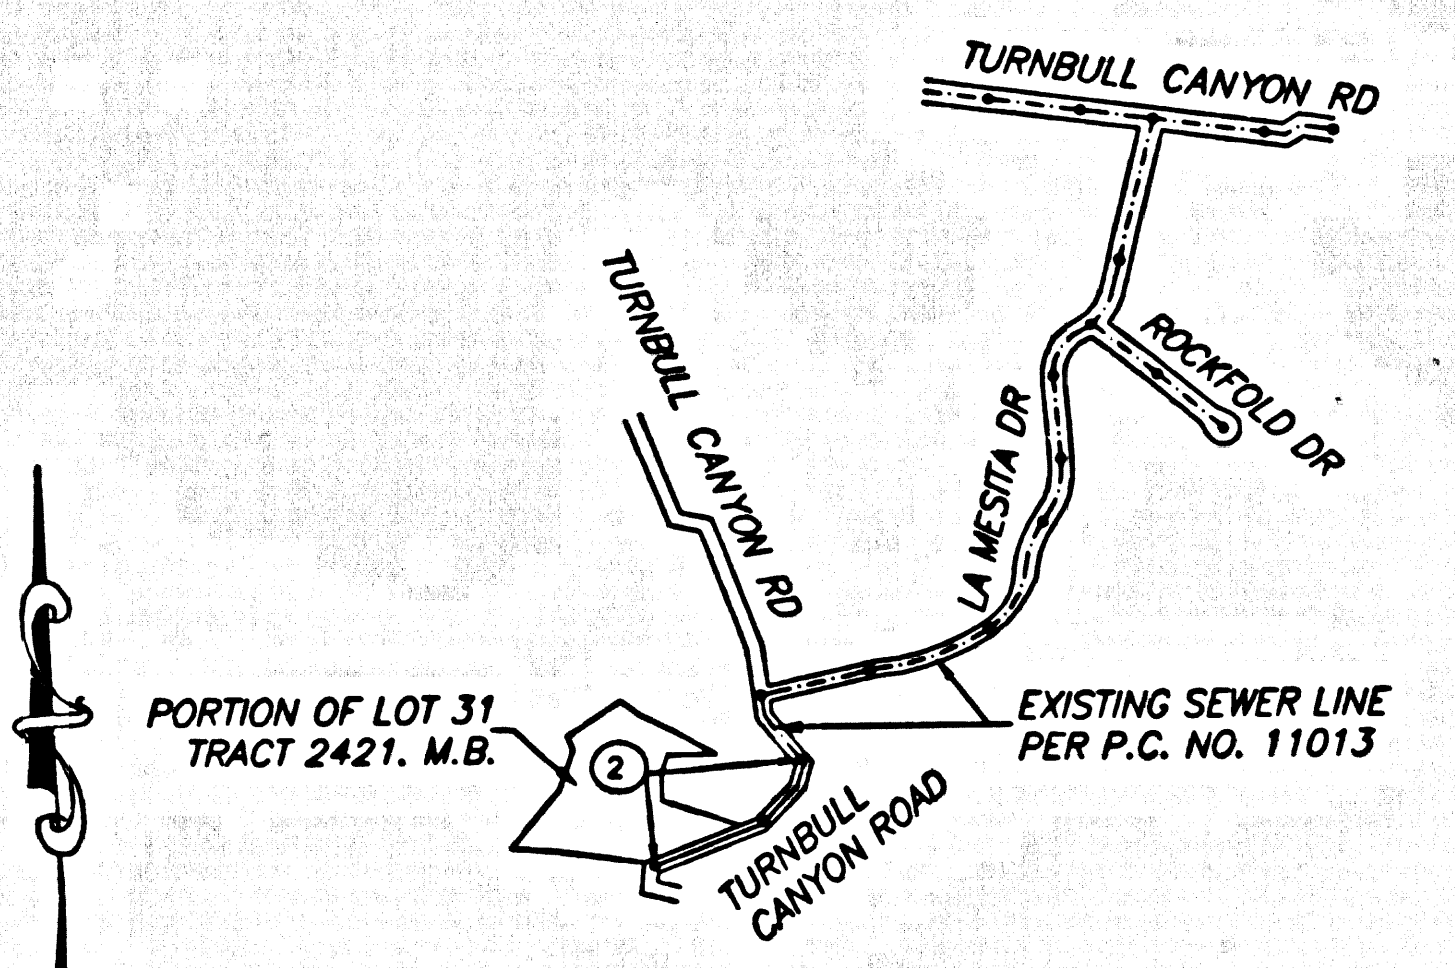 TURNBULL CANYON RD
TURNBULL CANYON RD
ROCKFOLD DR
LA MESITA DR
PORTION OF LOT 31
TRACT 2421. M.B.
2
EXISTING SEWER LINE
PER P.C. NO. 11013
TURNBULL
CANYON ROAD